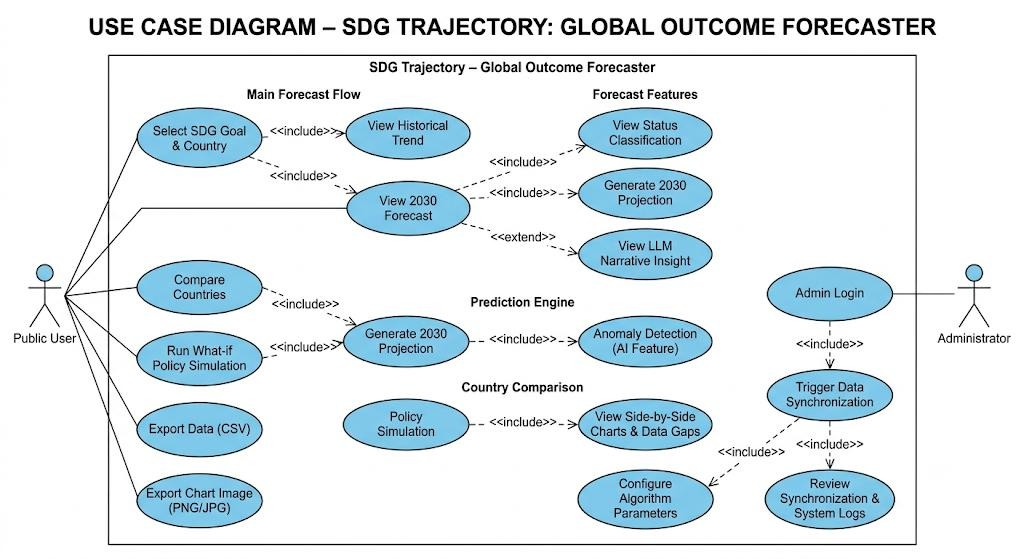 USE CASE DIAGRAM – SDG TRAJECTORY: GLOBAL OUTCOME FORECASTER
SDG Trajectory – Global Outcome Forecaster
Main Forecast Flow
Forecast Features
Select SDG Goal
& Country
<<include>>
View Historical
Trend
View Status
Classification
<<include>>
<<include>>
View 2030
Forecast
<<include>>
Generate 2030
Projection
<<extend>>
View LLM
Narrative Insight
Public User
Compare
Countries
<<include>>
Prediction Engine
Run What-if
Policy Simulation
<<include>>
Generate 2030
Projection
<<include>>
Anomaly Detection
(AI Feature)
Country Comparison
Policy
Simulation
<<include>>
View Side-by-Side
Charts & Data Gaps
Export Data (CSV)
Export Chart Image
(PNG/JPG)
Admin Login
Administrator
<<include>>
Trigger Data
Synchronization
<<include>>
<<include>>
Configure
Algorithm
Parameters
Review
Synchronization &
System Logs